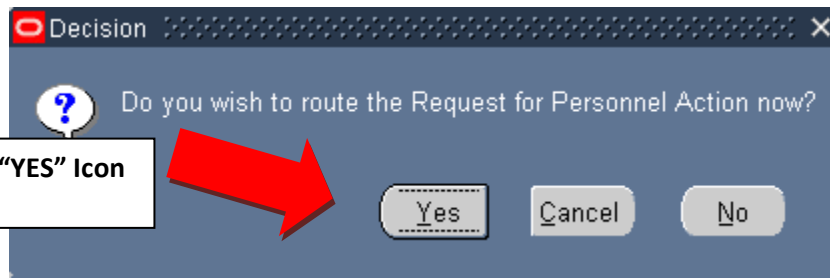 Decision
Do you wish to route the Request for Personnel Action now?
“YES” Icon
Yes Cancel No